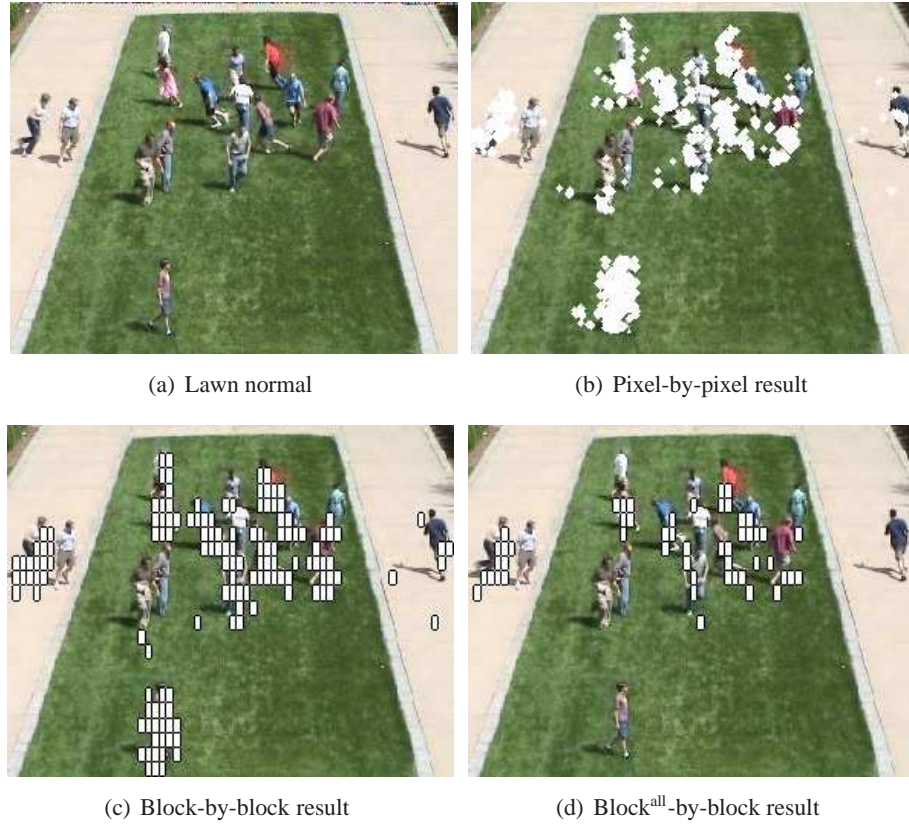 (a) Lawn normal
(b) Pixel-by-pixel result
(c) Block-by-block result
(d) Block^all-by-block result